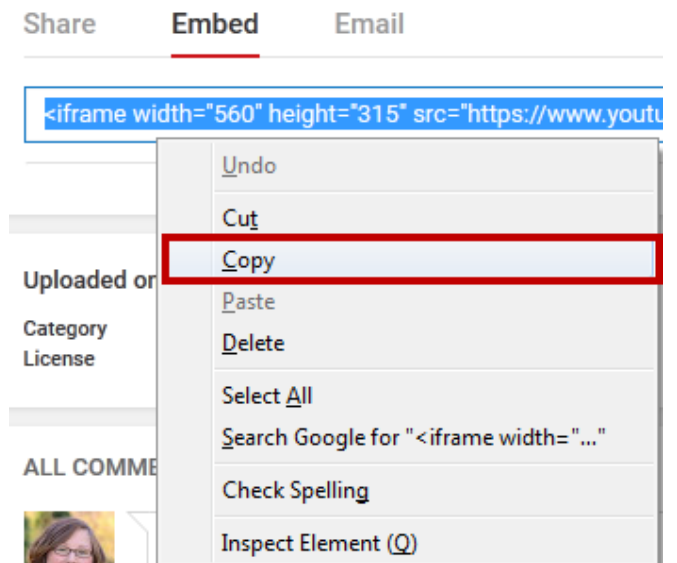 Share Embed Email
<iframe width="560" height="315" src="https://www.youtu
Undo
Cut
Copy
Paste
Delete
Select All
Search Google for "<iframe width="..."
Check Spelling
Inspect Element (Q)
Uploaded on
Category
License
ALL COMME